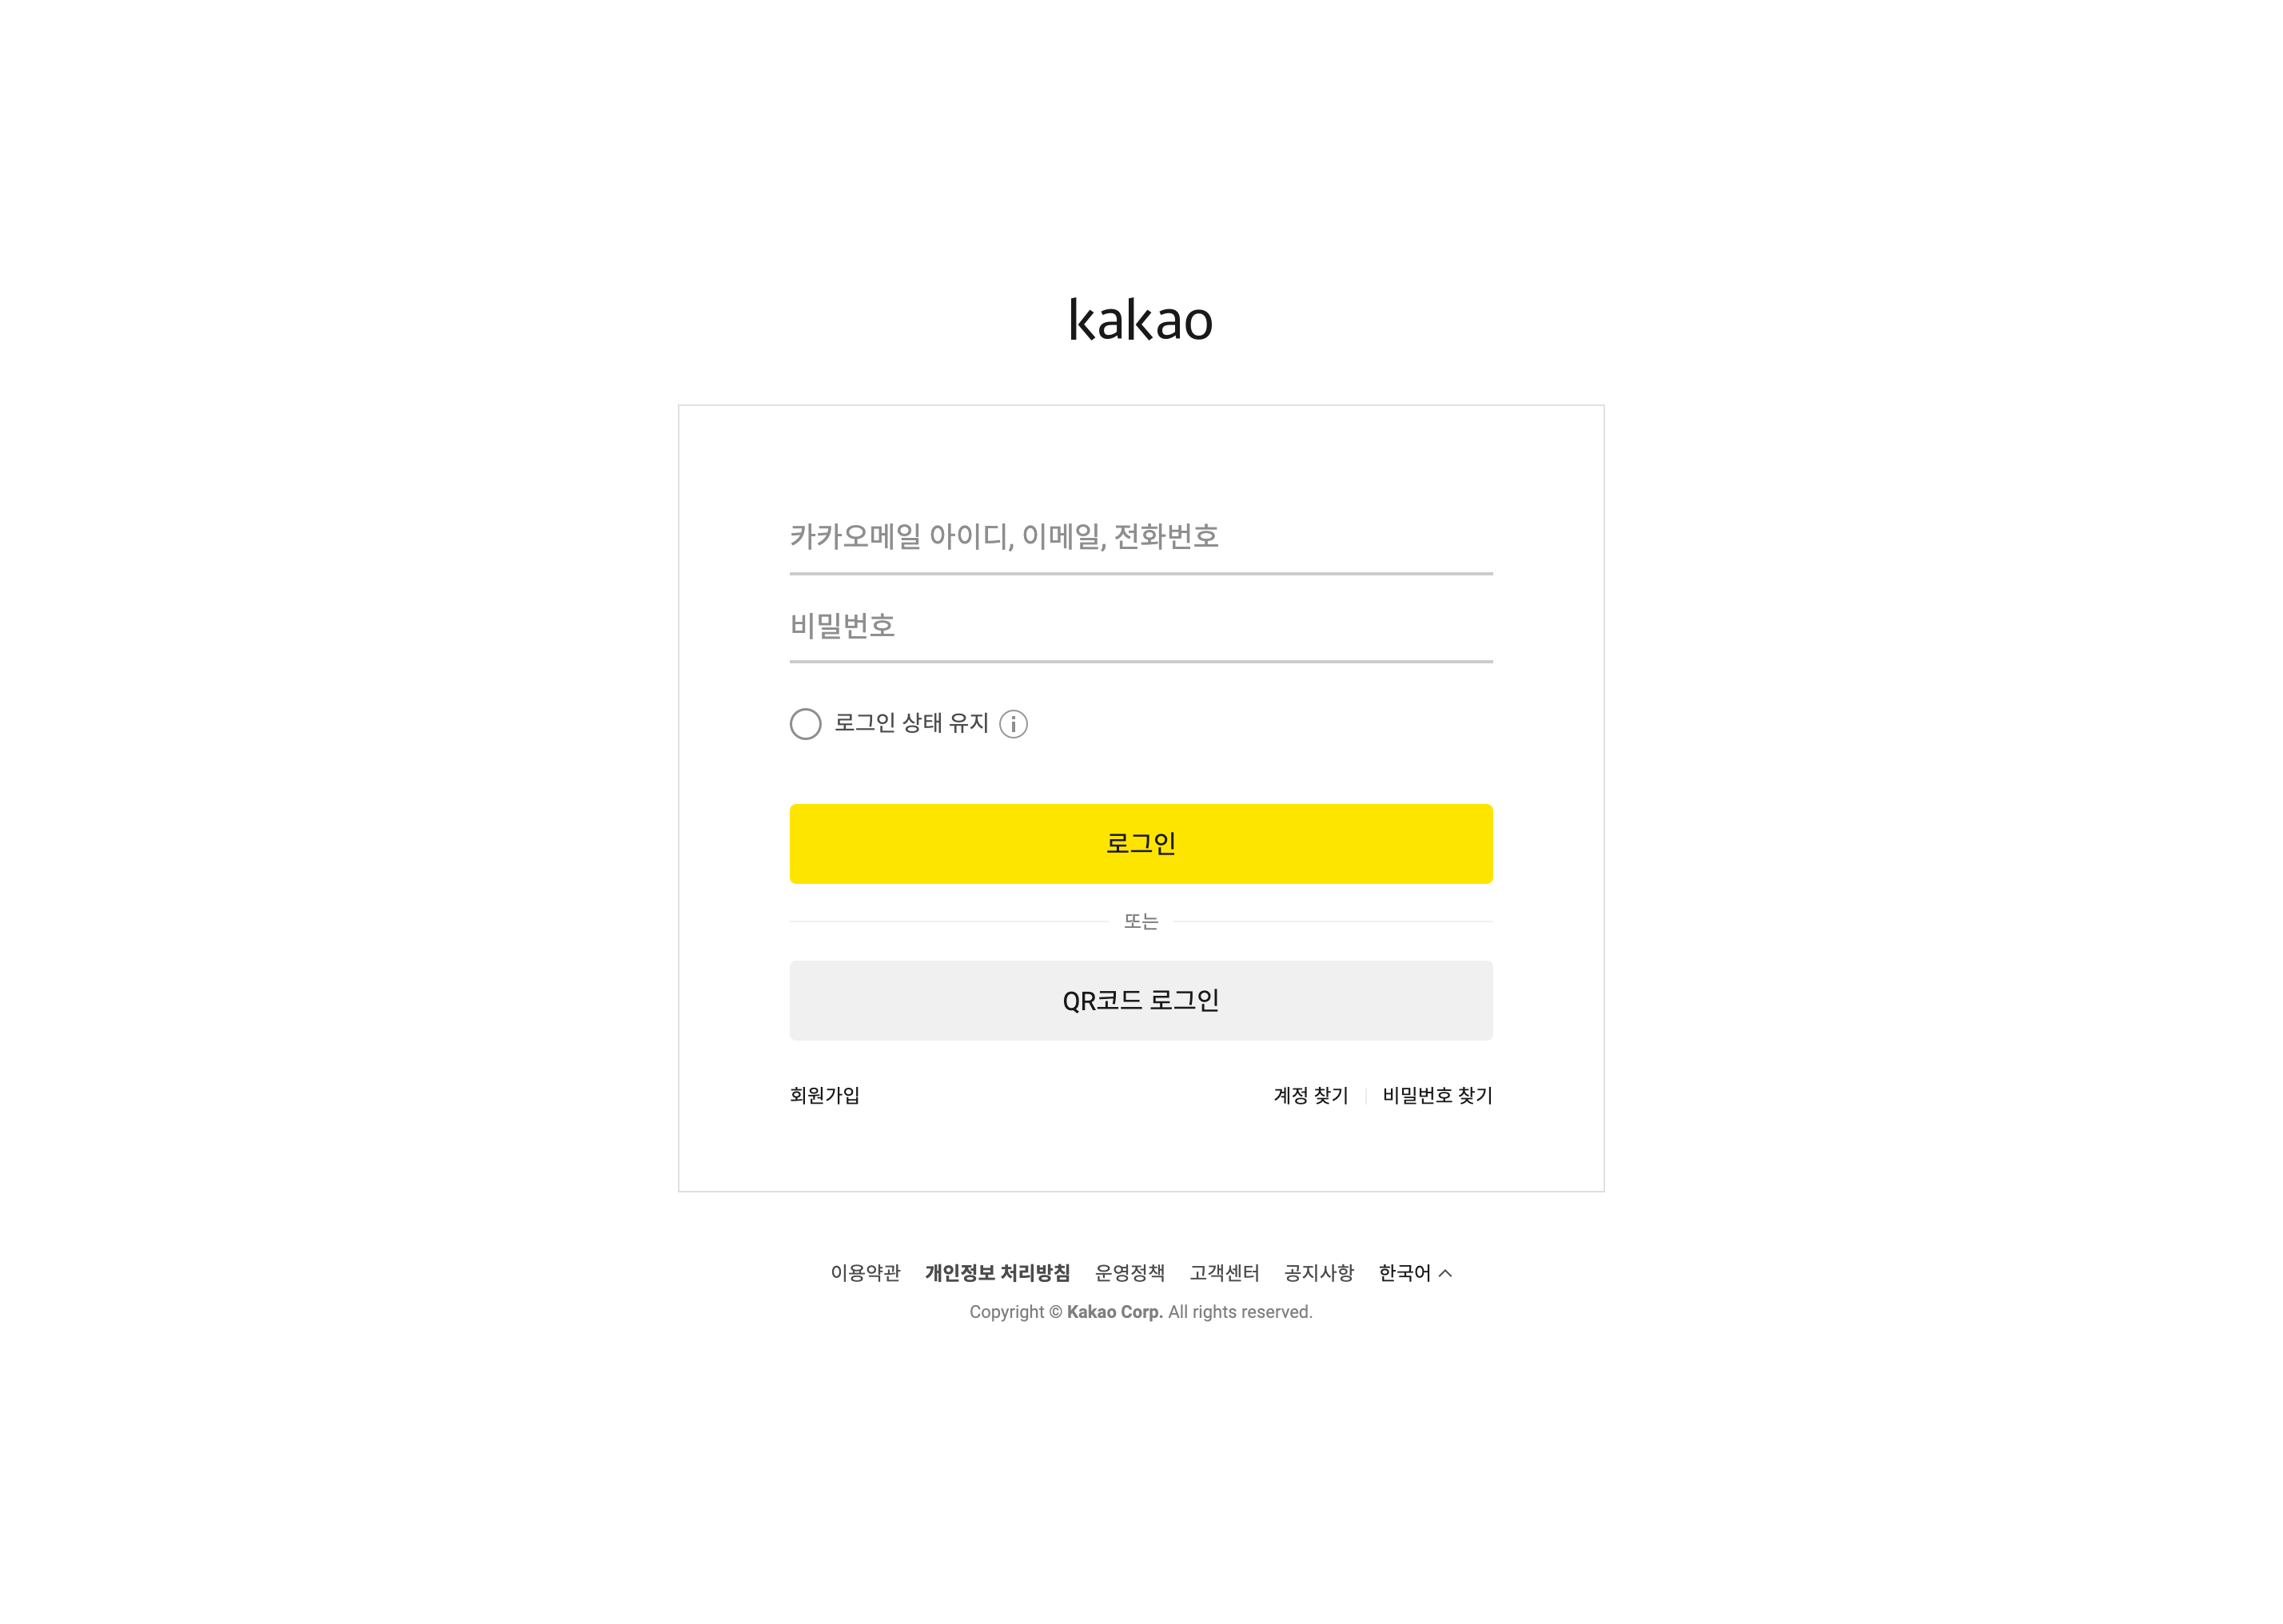 kakao
카카오메일 아이디, 이메일, 전화번호
비밀번호
로그인 상태 유지
로그인
또는
QR코드 로그인
회원가입 계정 찾기 비밀번호 찾기
이용약관 개인정보 처리방침 운영정책 고객센터 공지사항 한국어
Copyright © Kakao Corp. All rights reserved.